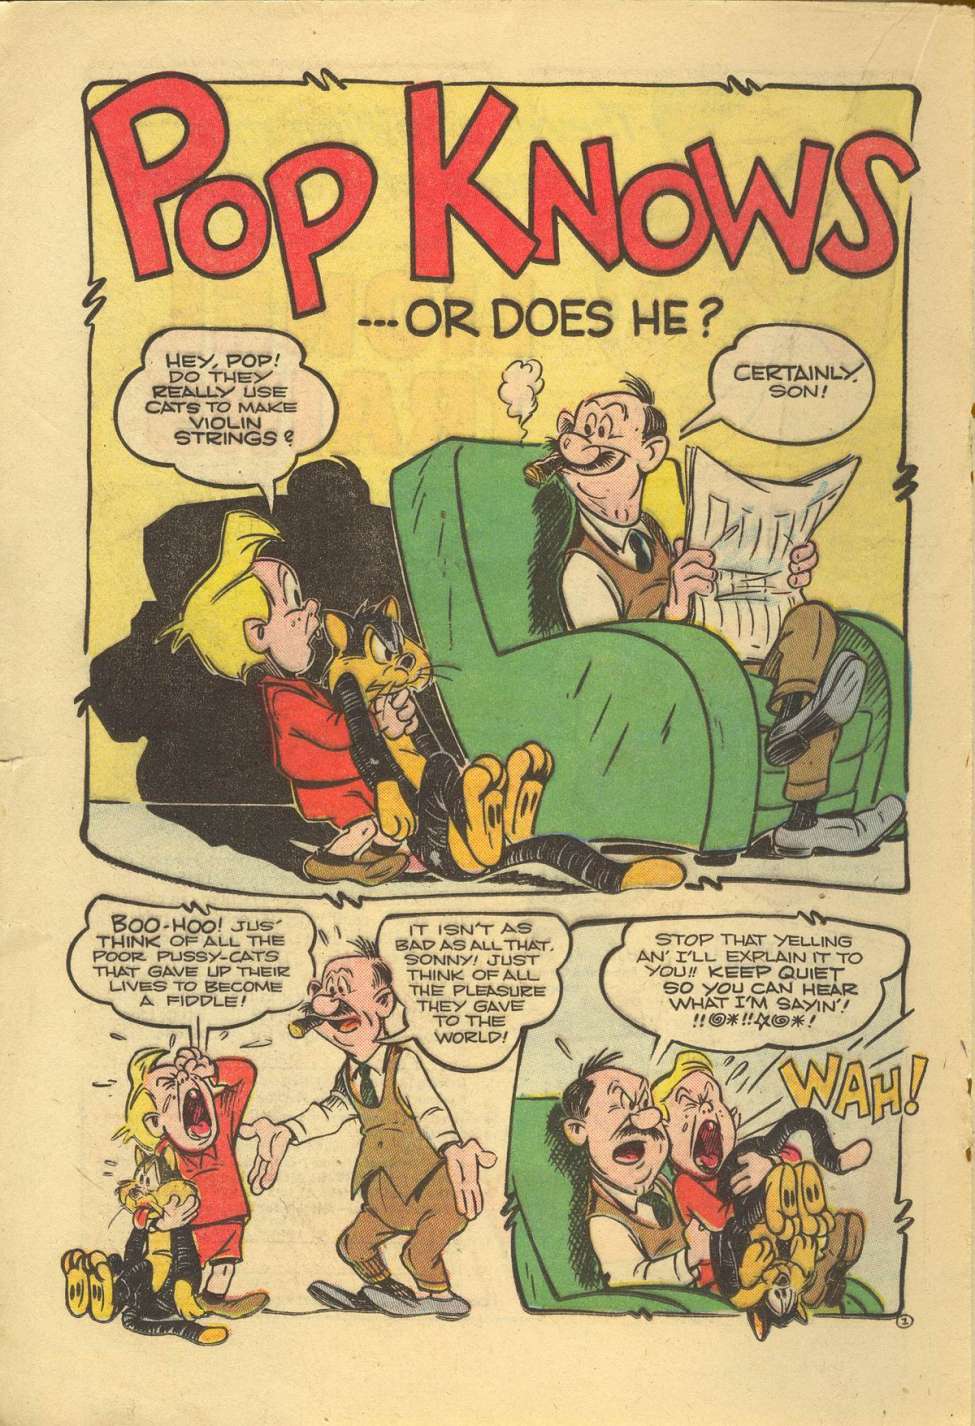 POP KNOWS
---OR DOES HE?
HEY, POP!
DO THEY
REALLY USE
CATS TO MAKE
VIOLIN
STRINGS?
CERTAINLY,
SON!
BOO-HOO! JUS'
THINK OF ALL THE
POOR PUSSY-CATS
THAT GAVE UP THEIR
LIVES TO BECOME
A FIDDLE!
IT ISN'T AS
BAD AS ALL THAT,
SONNY! JUST
THINK OF ALL
THE PLEASURE
THEY GAVE
TO THE
WORLD!
STOP THAT YELLING
AN' I'LL EXPLAIN IT TO
YOU!! KEEP QUIET
SO YOU CAN HEAR
WHAT I'M SAYIN'!
!!@*!!☆@*!
WAH!
1